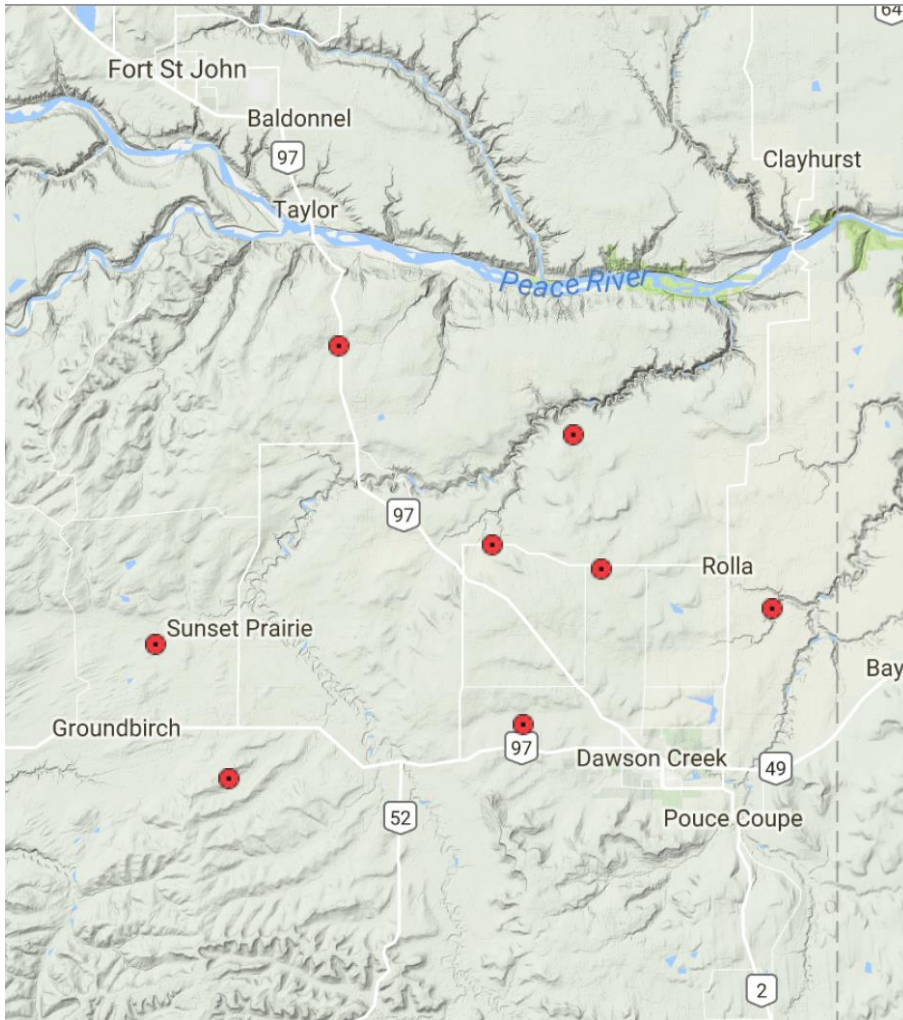 64
Fort St John
Baldonnel
97
Clayhurst
Taylor
Peace River
97
Rolla
Sunset Prairie
Bay
Groundbirch
97
Dawson Creek
49
52
Pouce Coupe
2